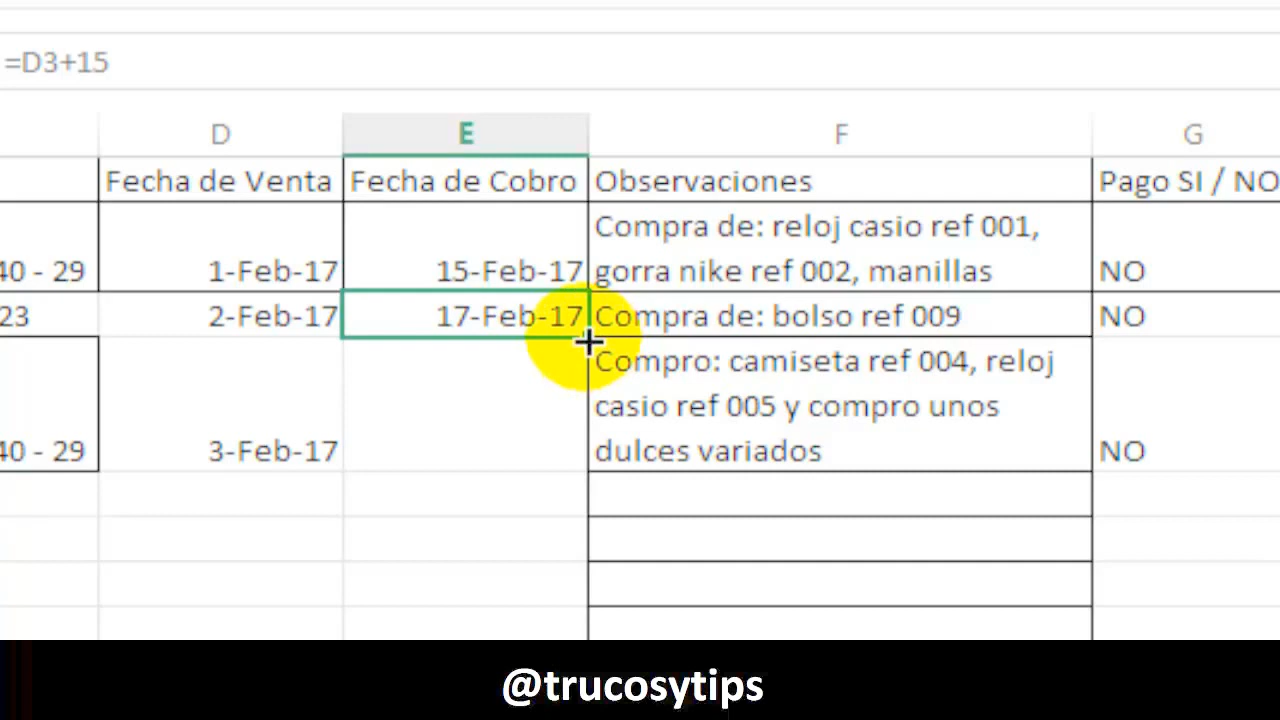 =D3+15
D E F G
Fecha de Venta Fecha de Cobro Observaciones Pago SI / NO
Compra de: reloj casio ref 001,
40 - 29 1-Feb-17 15-Feb-17 gorra nike ref 002, manillas NO
23 2-Feb-17 17-Feb-17 Compra de: bolso ref 009 NO
Compro: camiseta ref 004, reloj
casio ref 005 y compro unos
40 - 29 3-Feb-17 dulces variados NO
@trucosytips